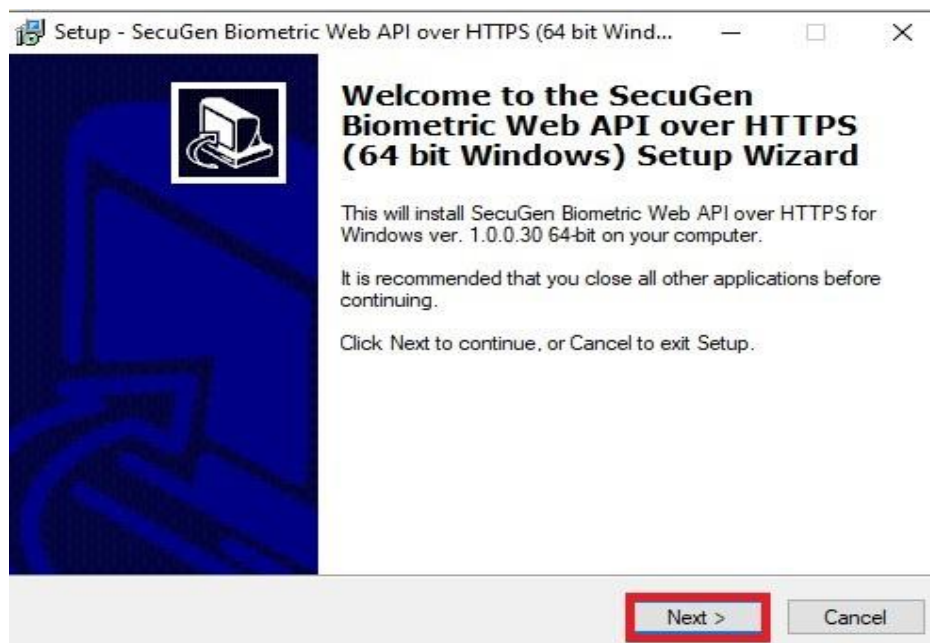 Setup - SecuGen Biometric Web API over HTTPS (64 bit Wind...
Welcome to the SecuGen
Biometric Web API over HTTPS
(64 bit Windows) Setup Wizard
This will install SecuGen Biometric Web API over HTTPS for
Windows ver. 1.0.0.30 64-bit on your computer.
It is recommended that you close all other applications before
continuing.
Click Next to continue, or Cancel to exit Setup.
Next >
Cancel